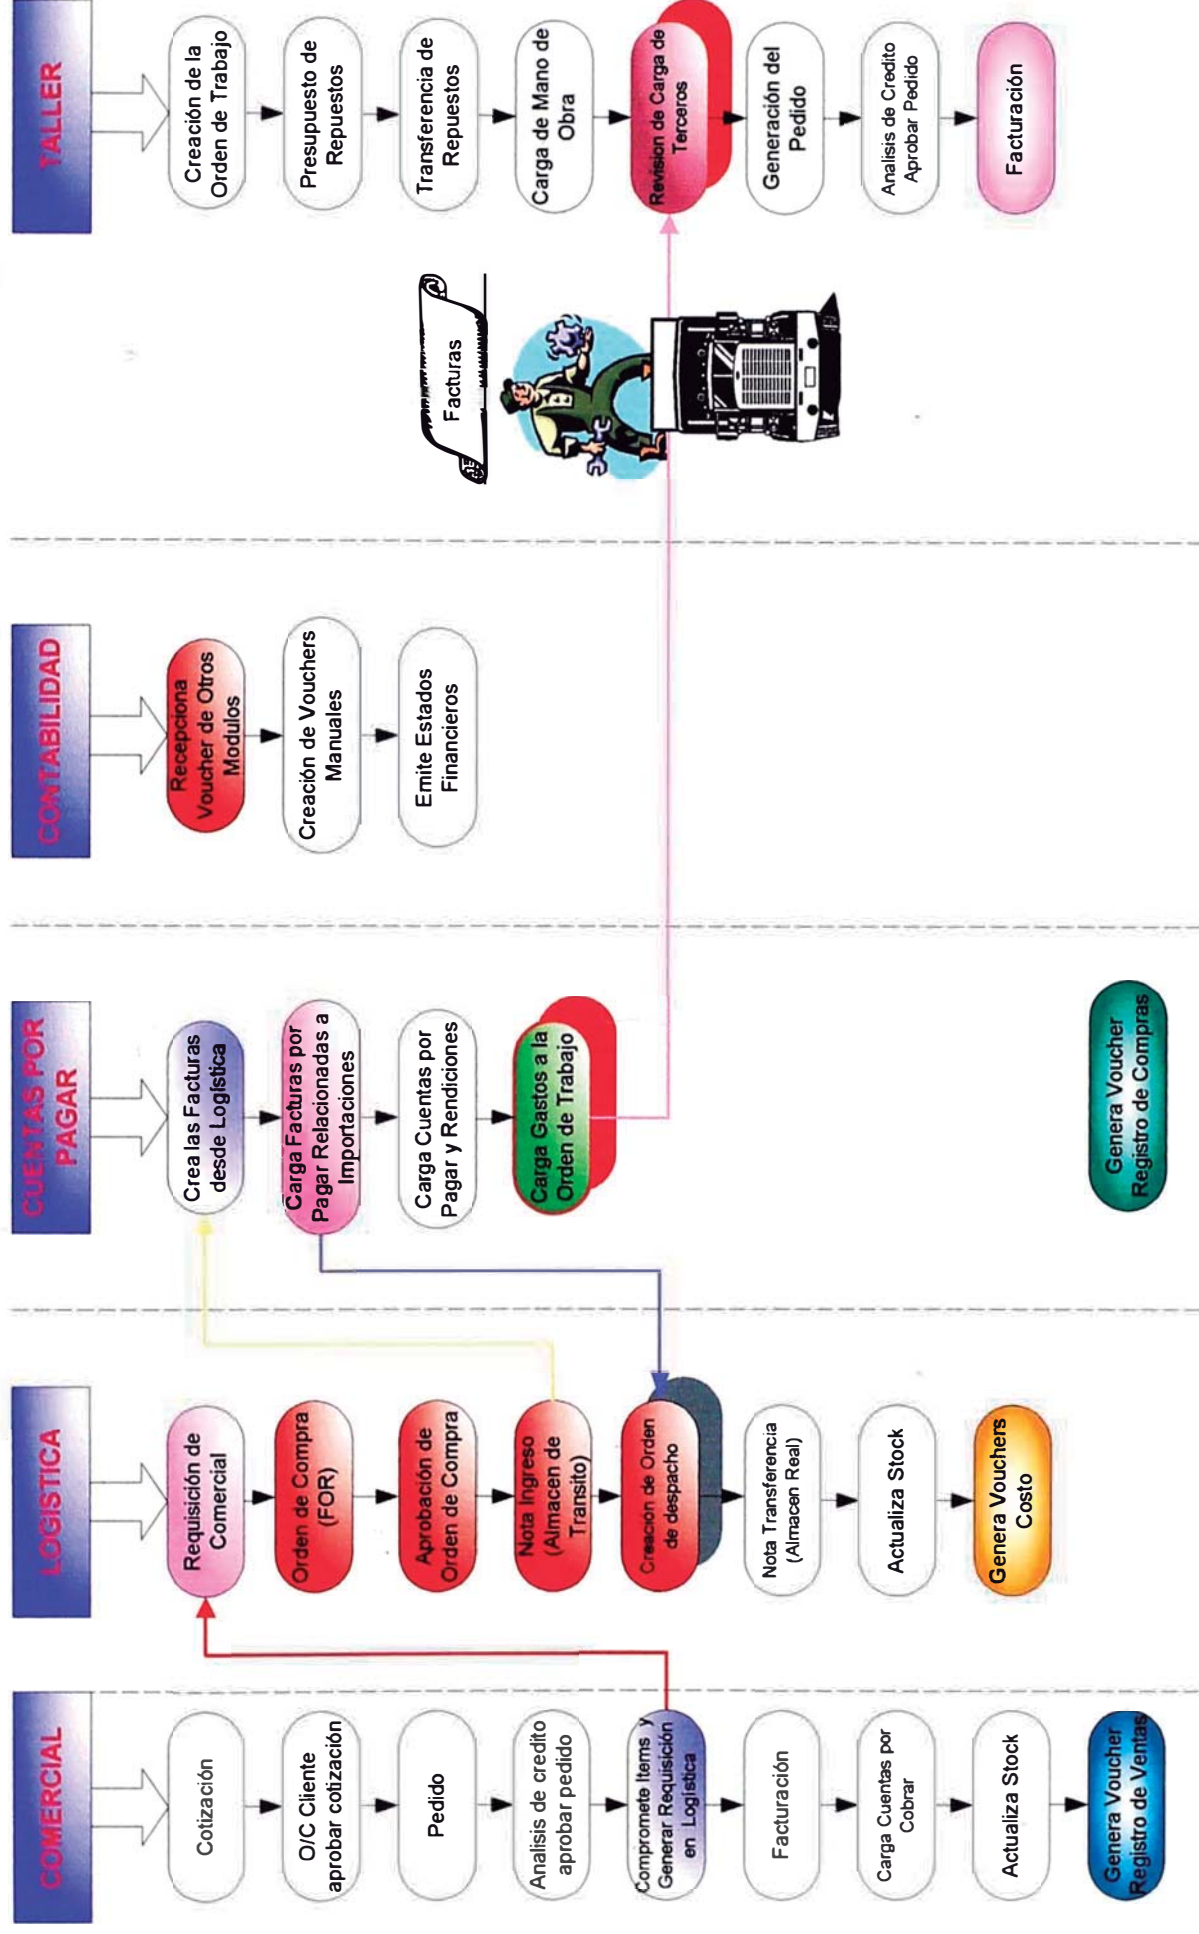 COMERCIAL
Cotización
O/C Cliente
aprobar cotización
Pedido
Analisis de credito
aprobar pedido
Compromete Items y
Generar Requisición
en Logística
Facturación
Carga Cuentas por
Cobrar
Actualiza Stock
Genera Voucher
Registro de Ventas
LOGISTICA
Requisición de
Comercial
Orden de Compra
(FOR)
Aprobación de
Orden de Compra
Nota Ingreso
(Almacen de
Transito)
Creación de Orden
de despacho
Nota Transferencia
(Almacen Real)
Actualiza Stock
Genera Vouchers
Costo
CUENTAS POR
PAGAR
Crea las Facturas
desde Logística
Carga Facturas por
Pagar Relacionadas a
Importaciones
Carga Cuentas por
Pagar y Rendiciones
Carga Gastos a la
Orden de Trabajo
Genera Voucher
Registro de Compras
CONTABILIDAD
Recepciona
Voucher de Otros
Modulos
Creación de Vouchers
Manuales
Emite Estados
Financieros
Facturas
TALLER
Creación de la
Orden de Trabajo
Presupuesto de
Repuestos
Transferencia de
Repuestos
Carga de Mano de
Obra
Revision de Carga de
Terceros
Generación del
Pedido
Analisis de Credito
Aprobar Pedido
Facturación